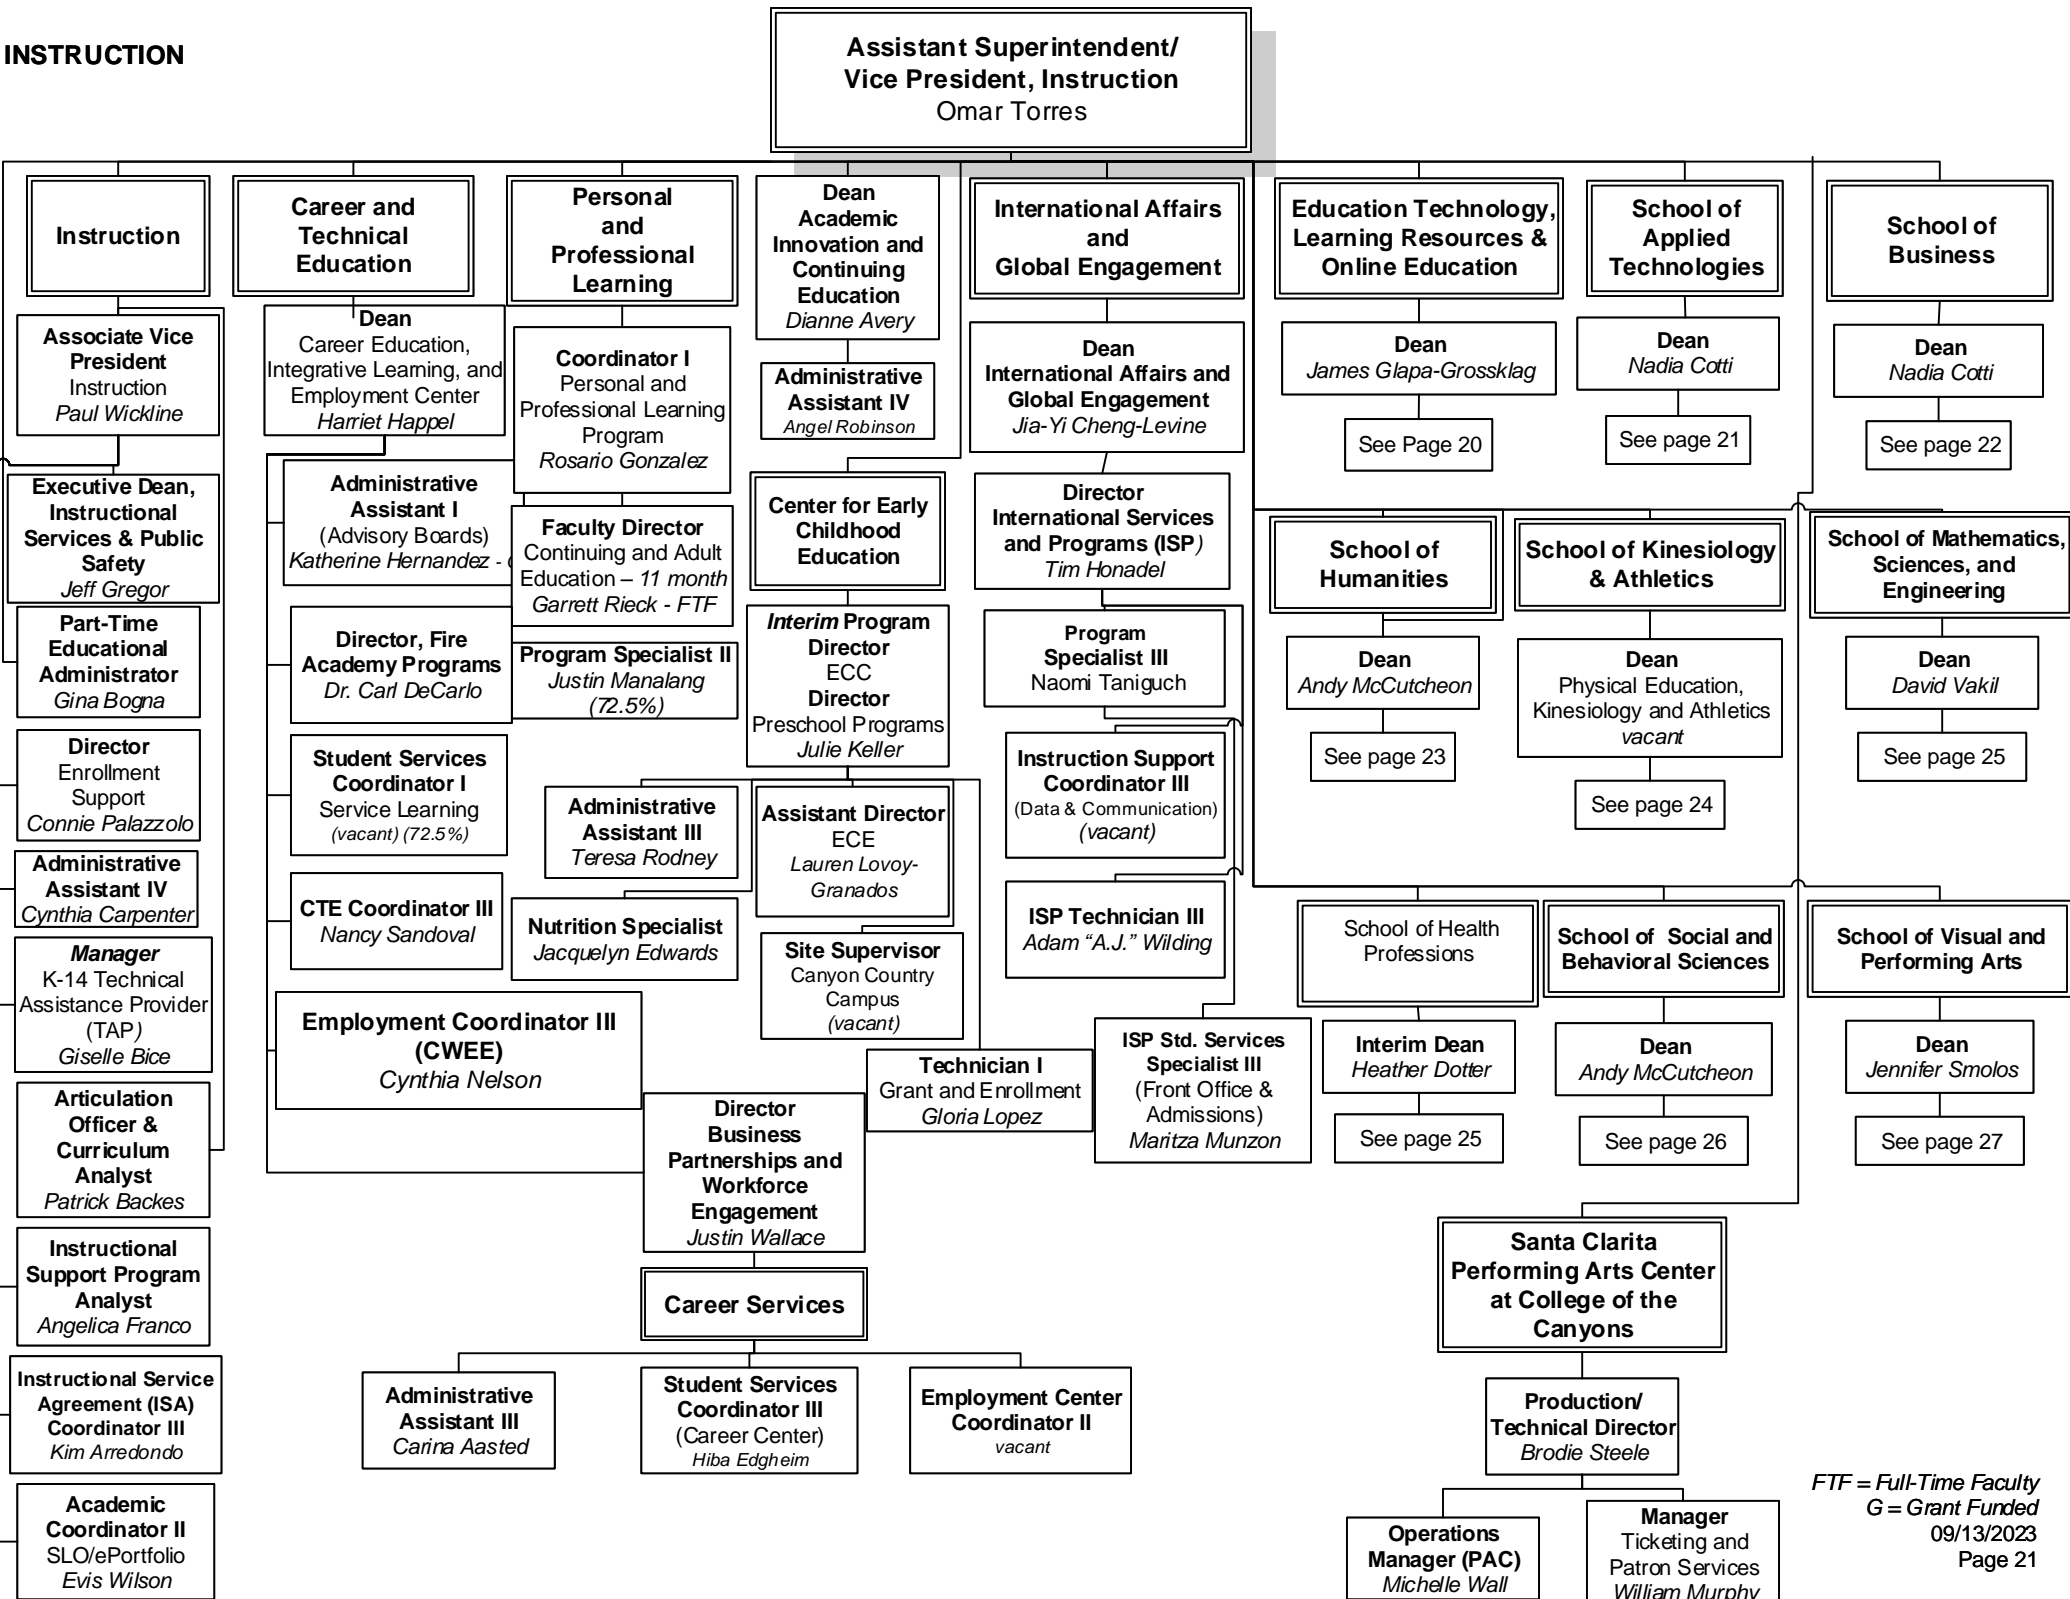 INSTRUCTION
Assistant Superintendent/
Vice President, Instruction
Omar Torres
Instruction
Associate Vice
President
Instruction
Paul Wickline
Executive Dean,
Instructional
Services & Public
Safety
Jeff Gregor
Part-Time
Educational
Administrator
Gina Bogna
Director
Enrollment
Support
Connie Palazzolo
Administrative
Assistant IV
Cynthia Carpenter
Manager
K-14 Technical
Assistance Provider
(TAP)
Giselle Bice
Articulation
Officer &
Curriculum
Analyst
Patrick Backes
Instructional
Support Program
Analyst
Angelica Franco
Instructional Service
Agreement (ISA)
Coordinator III
Kim Arredondo
Academic
Coordinator II
SLO/ePortfolio
Evis Wilson
Career and
Technical
Education
Dean
Career Education,
Integrative Learning, and
Employment Center
Harriet Happel
Administrative
Assistant I
(Advisory Boards)
Katherine Hernandez -
Director, Fire
Academy Programs
Dr. Carl DeCarlo
Student Services
Coordinator I
Service Learning
(vacant) (72.5%)
CTE Coordinator III
Nancy Sandoval
Employment Coordinator III
(CWEE)
Cynthia Nelson
Director
Business
Partnerships and
Workforce
Engagement
Justin Wallace
Career Services
Administrative
Assistant III
Carina Aasted
Student Services
Coordinator III
(Career Center)
Hiba Edgheim
Employment Center
Coordinator II
vacant
Personal
and
Professional
Learning
Coordinator I
Personal and
Professional Learning
Program
Rosario Gonzalez
Faculty Director
Continuing and Adult
Education – 11 month
Garrett Rieck - FTF
Program Specialist II
Justin Manalang
(72.5%)
Dean
Academic
Innovation and
Continuing
Education
Dianne Avery
Administrative
Assistant IV
Angel Robinson
Center for Early
Childhood
Education
Interim Program
Director
ECC
Director
Preschool Programs
Julie Keller
Administrative
Assistant III
Teresa Rodney
Assistant Director
ECE
Lauren Lovoy-
Granados
Nutrition Specialist
Jacquelyn Edwards
Site Supervisor
Canyon Country
Campus
(vacant)
Technician I
Grant and Enrollment
Gloria Lopez
International Affairs
and
Global Engagement
Dean
International Affairs and
Global Engagement
Jia-Yi Cheng-Levine
Director
International Services
and Programs (ISP)
Tim Honadel
Program
Specialist III
Naomi Taniguch
Instruction Support
Coordinator III
(Data & Communication)
(vacant)
ISP Technician III
Adam “A.J.” Wilding
ISP Std. Services
Specialist III
(Front Office &
Admissions)
Maritza Munzon
Education Technology,
Learning Resources &
Online Education
Dean
James Glapa-Grossklag
See Page 20
School of
Applied
Technologies
Dean
Nadia Cotti
See page 21
School of
Business
Dean
Nadia Cotti
See page 22
School of
Humanities
Dean
Andy McCutcheon
See page 23
School of Kinesiology
& Athletics
Dean
Physical Education,
Kinesiology and Athletics
vacant
See page 24
School of Mathematics,
Sciences, and
Engineering
Dean
David Vakil
See page 25
School of Health
Professions
Interim Dean
Heather Dotter
See page 25
School of Social and
Behavioral Sciences
Dean
Andy McCutcheon
See page 26
School of Visual and
Performing Arts
Dean
Jennifer Smolos
See page 27
Santa Clarita
Performing Arts Center
at College of the
Canyons
Production/
Technical Director
Brodie Steele
Operations
Manager (PAC)
Michelle Wall
Manager
Ticketing and
Patron Services
William Murphy
FTF = Full-Time Faculty
G = Grant Funded
09/13/2023
Page 21